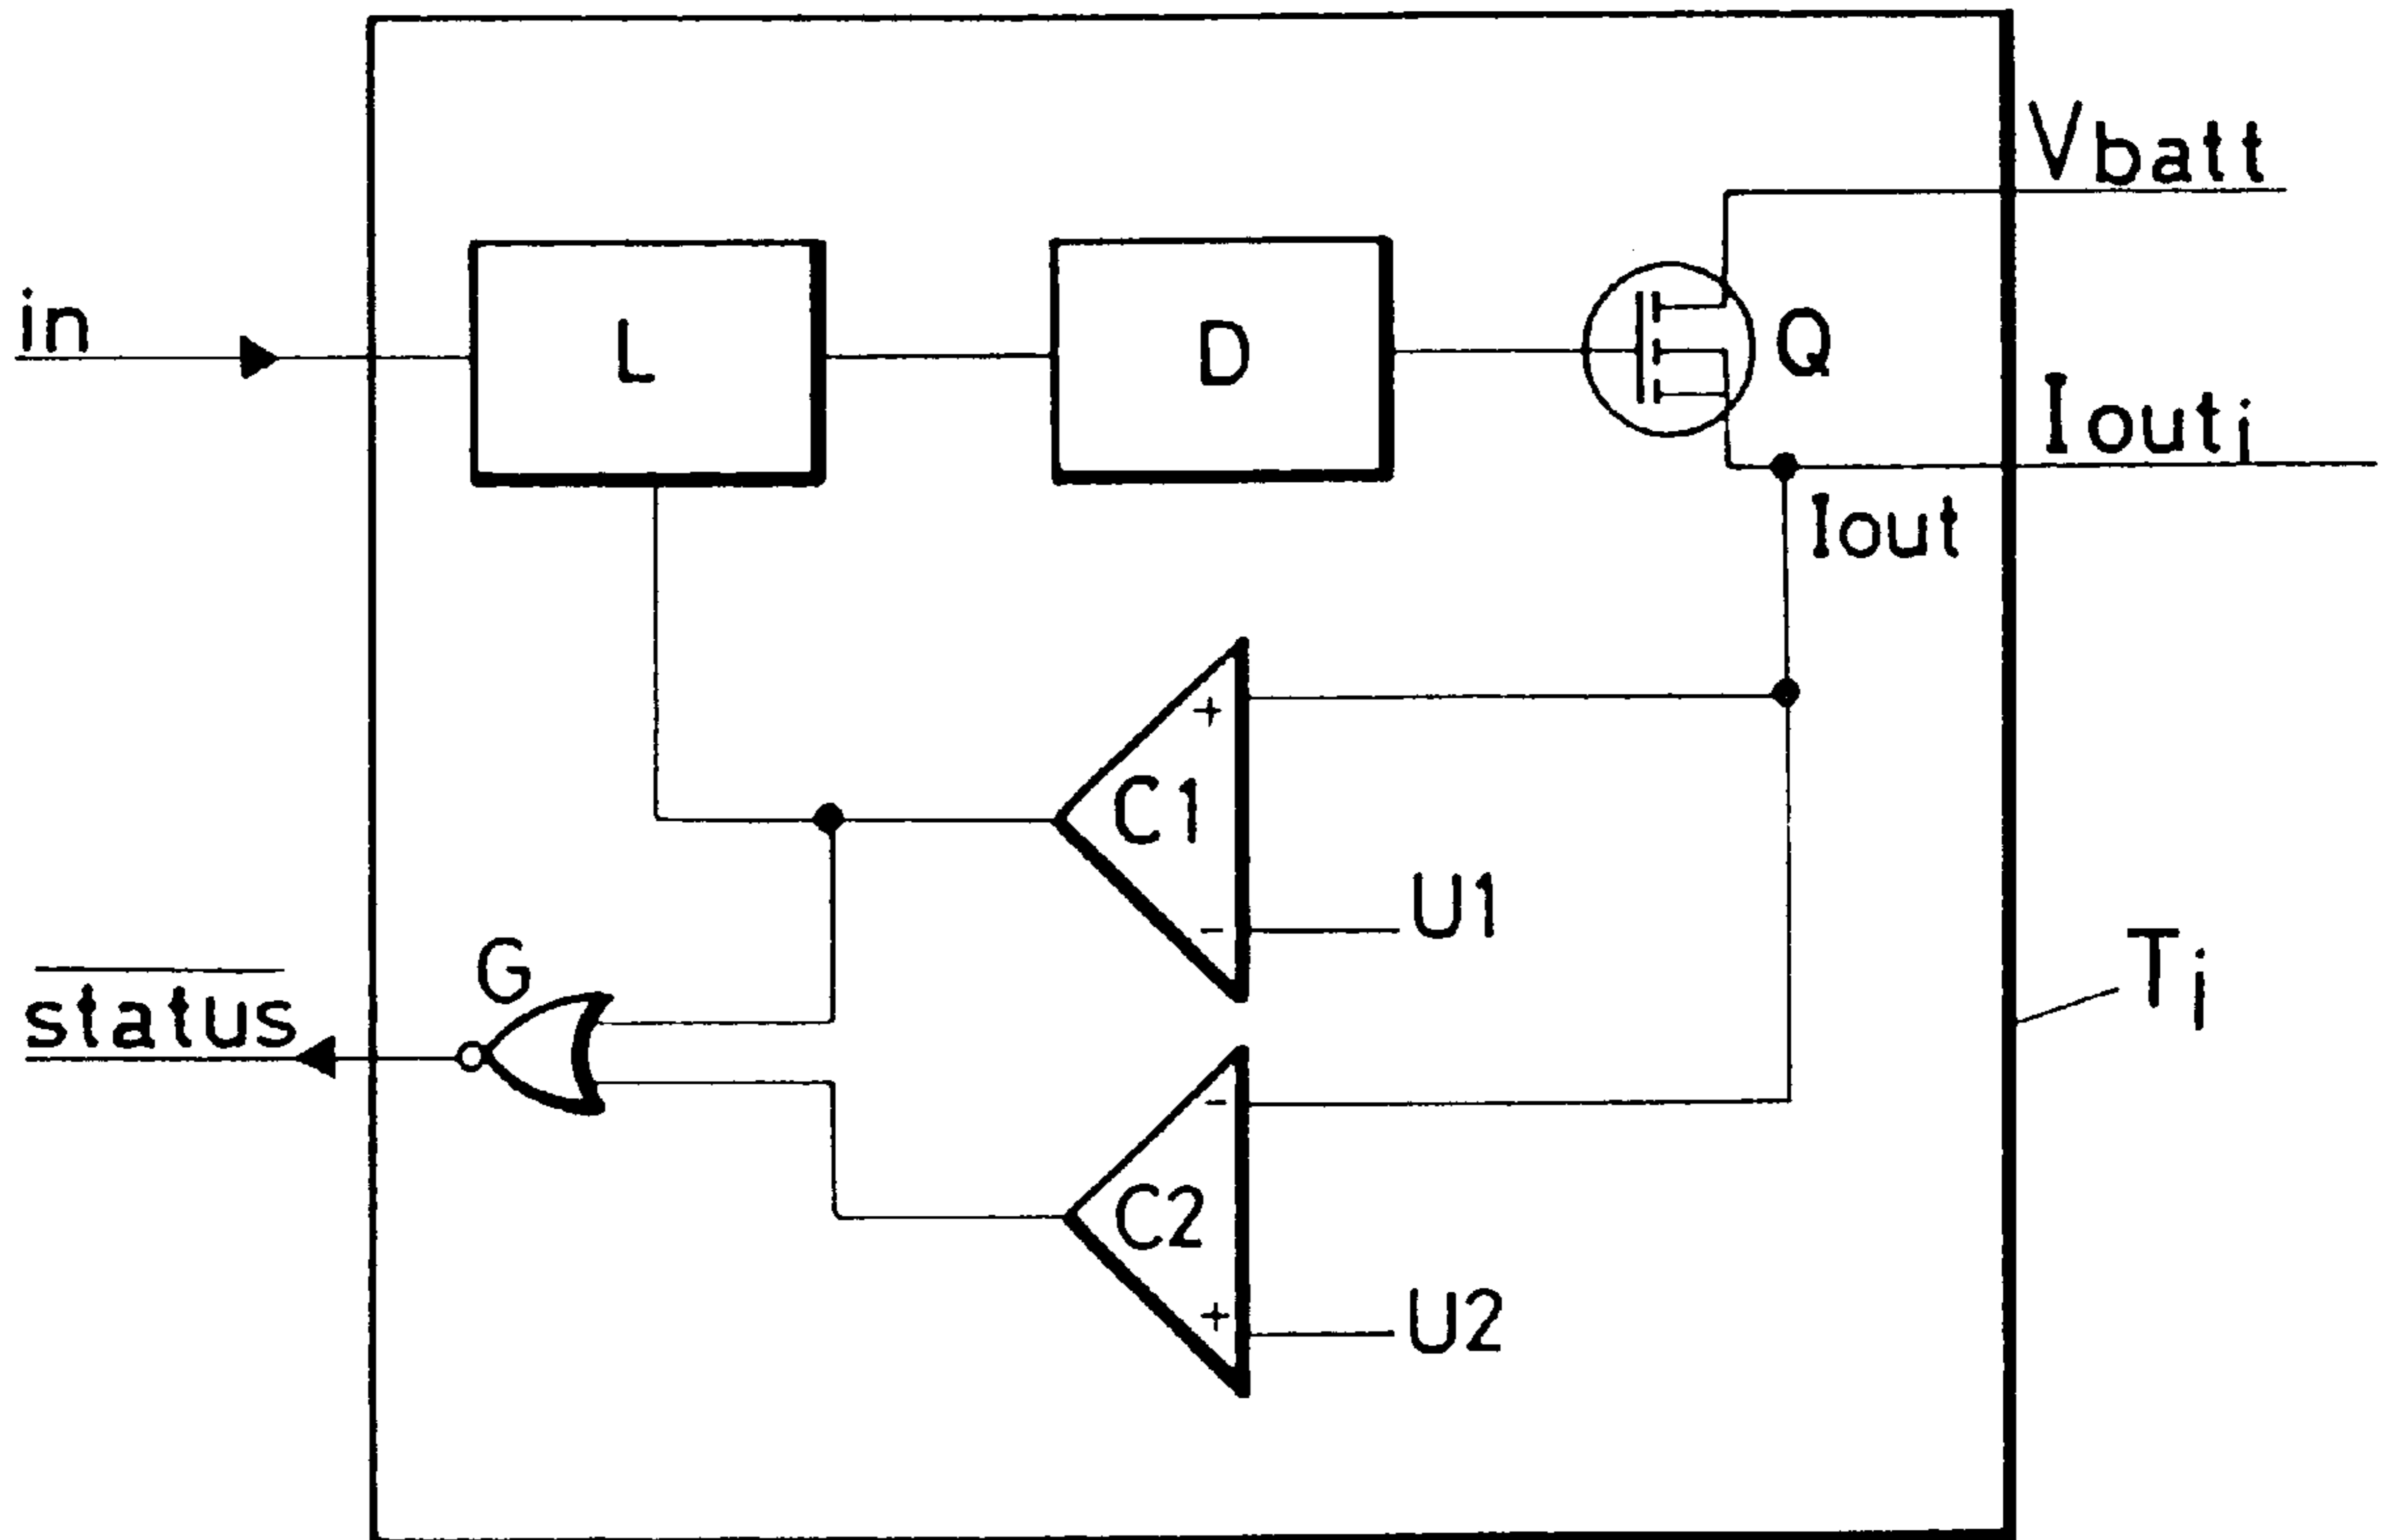 Vbatt
in
L
D
Q
Iouti
Iout
+
C1
-
U1
G
status
Ti
-
C2
+
U2